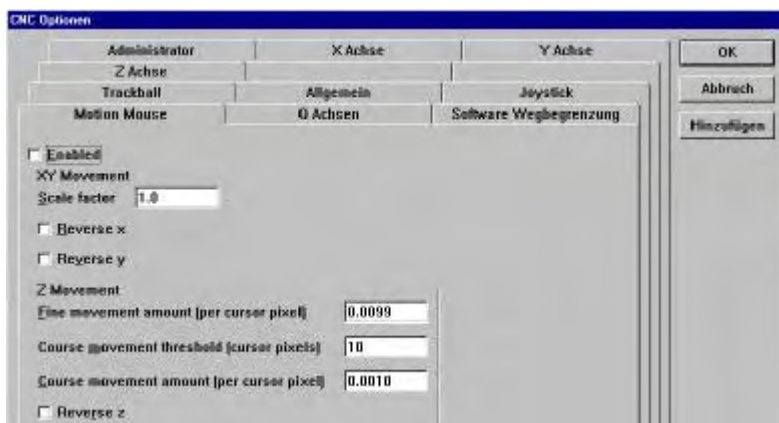 CNC Optionen
Administrator X Achse Y Achse
Z Achse
Trackball Allgemein Joystick
Motion Mouse Q Achsen Software Wegbegrenzung
OK
Abbruch
Hinzufügen
Enabled
XY Movement
Scale factor 1.0
Reverse x
Reverse y
Z Movement
Fine movement amount (per cursor pixel) 0.0099
Course movement threshold (cursor pixels) 10
Course movement amount (per cursor pixel) 0.0010
Reverse z